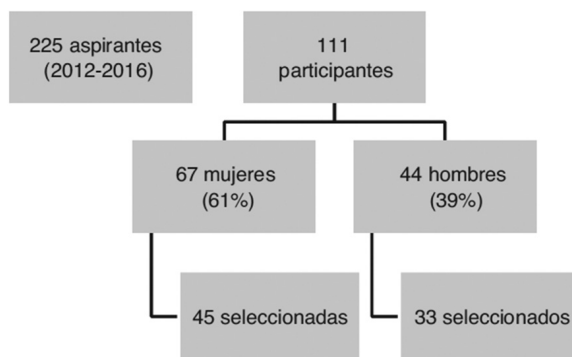 225 aspirantes
(2012-2016)
111
participantes
67 mujeres
(61%)
44 hombres
(39%)
45 seleccionadas
33 seleccionados